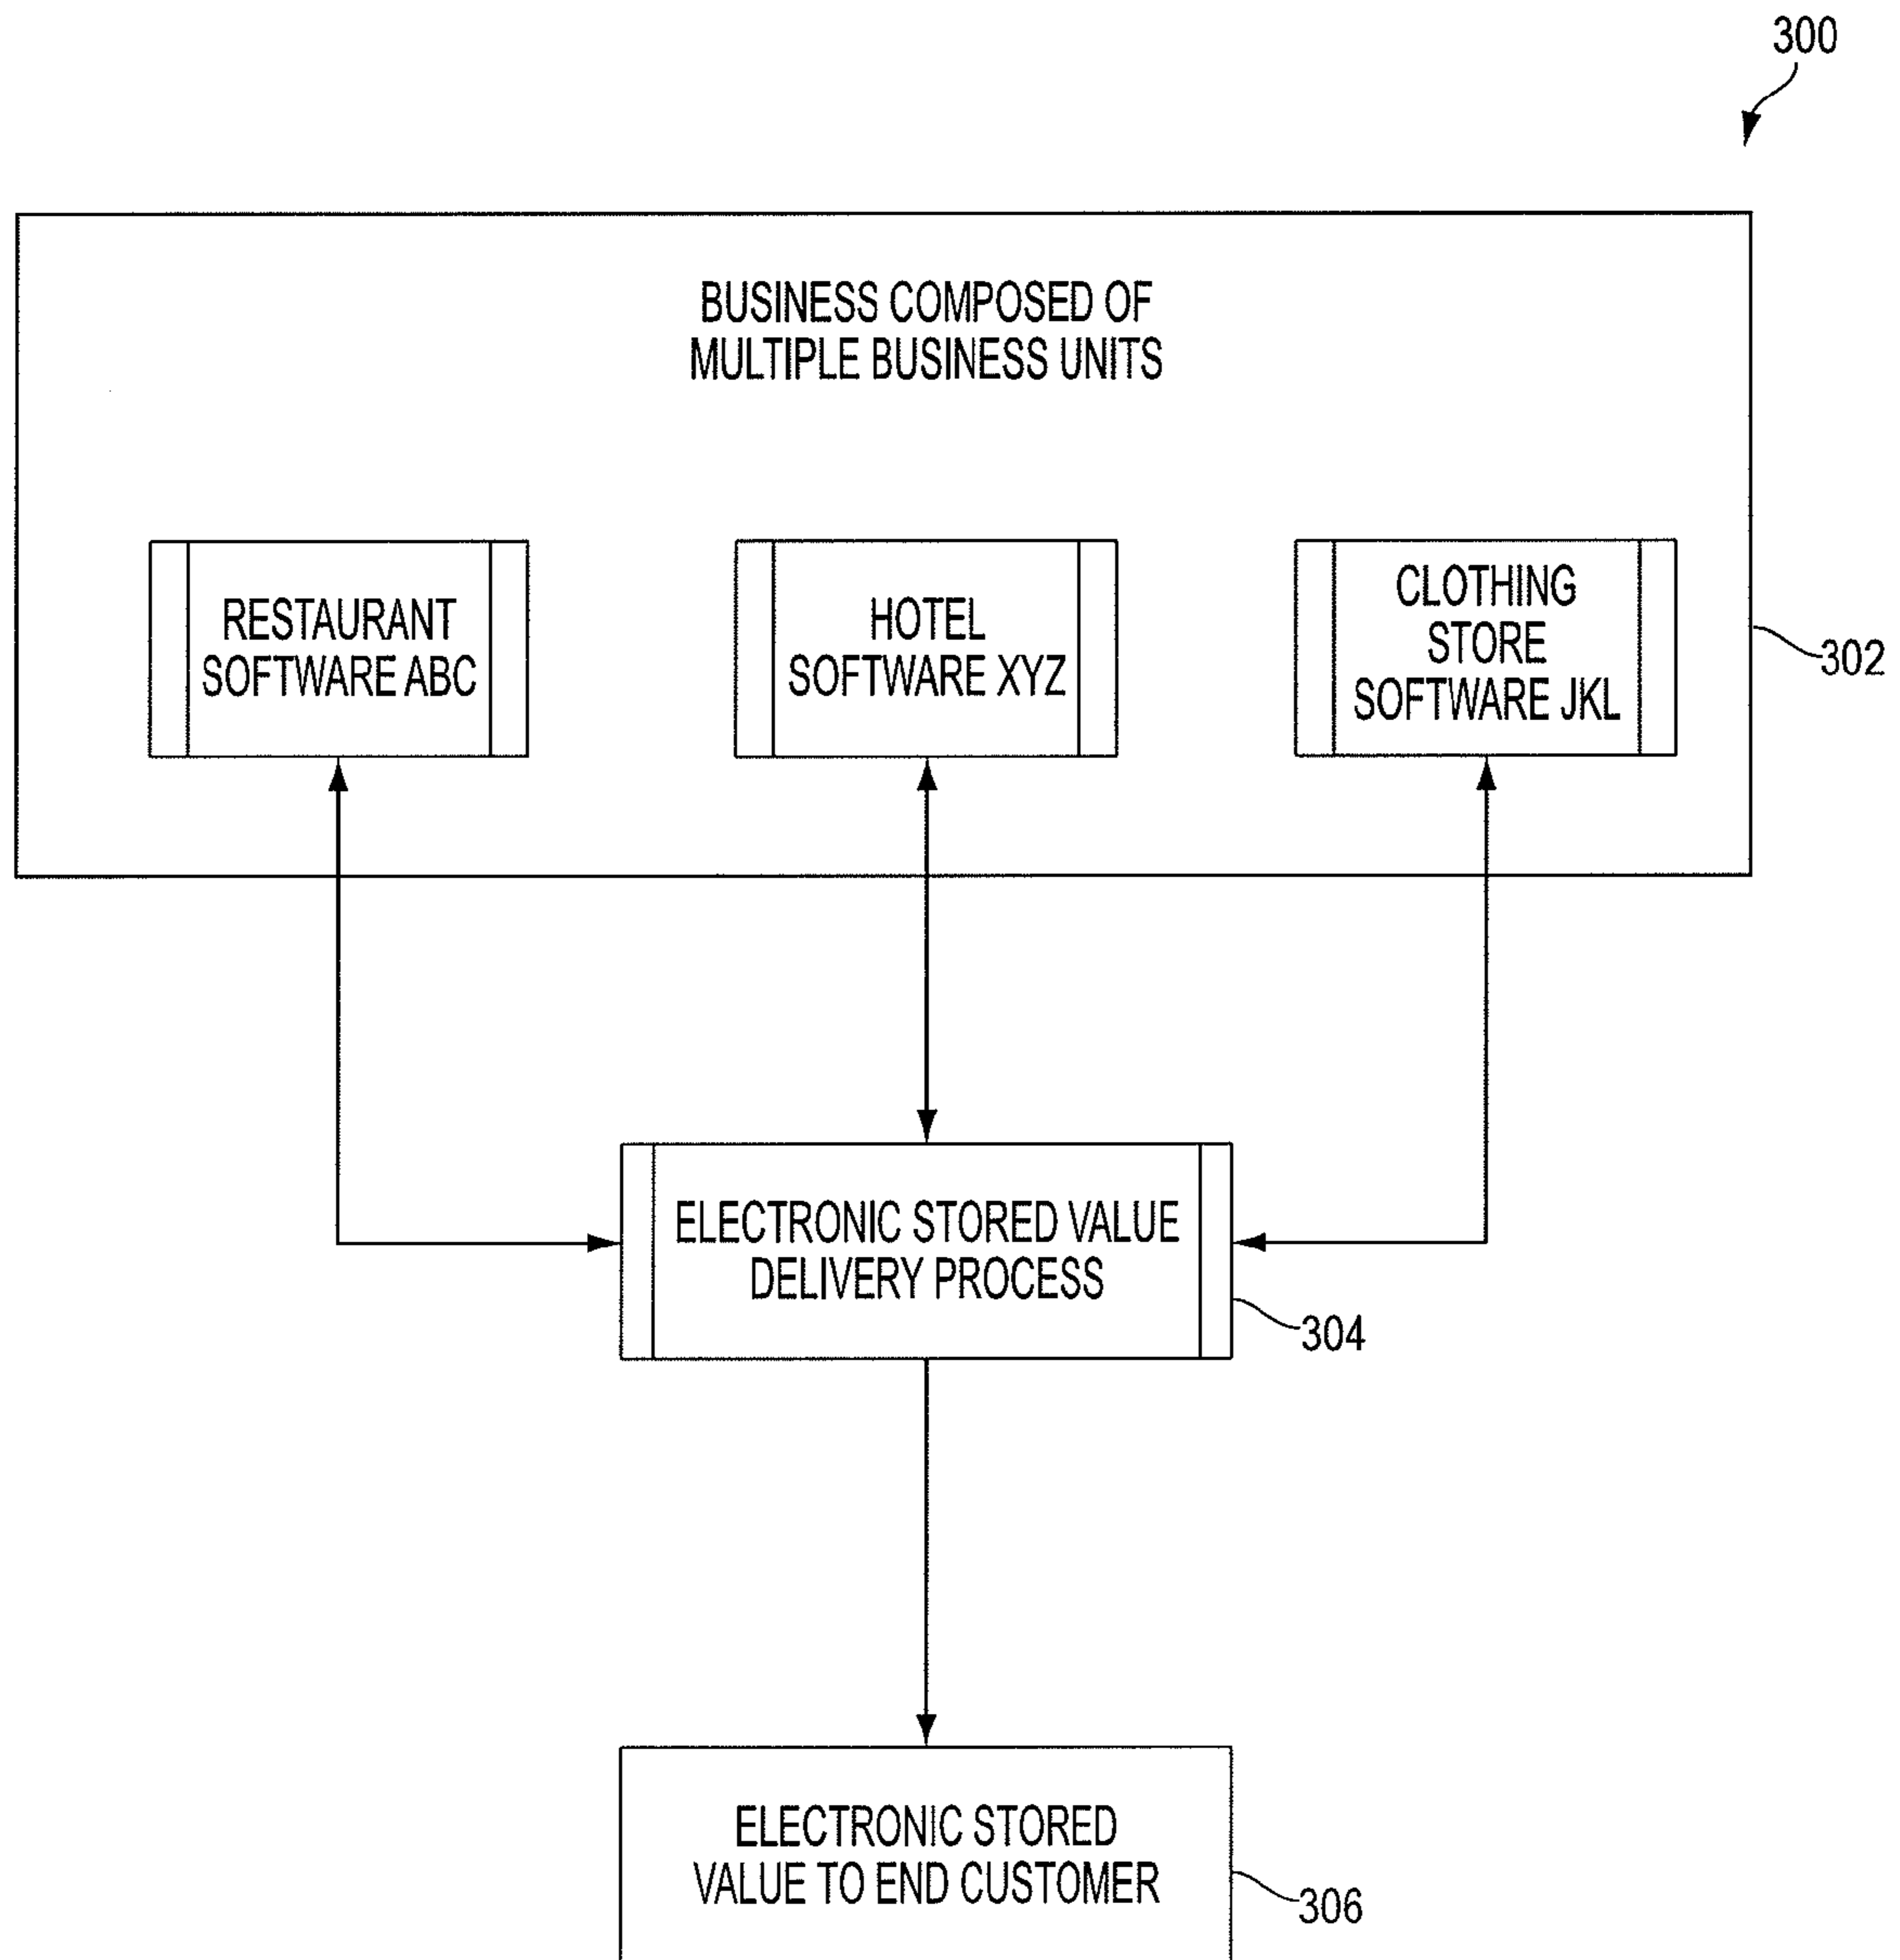 300
BUSINESS COMPOSED OF
MULTIPLE BUSINESS UNITS
RESTAURANT
SOFTWARE ABC
HOTEL
SOFTWARE XYZ
CLOTHING
STORE
SOFTWARE JKL
302
ELECTRONIC STORED VALUE
DELIVERY PROCESS
304
ELECTRONIC STORED
VALUE TO END CUSTOMER
306